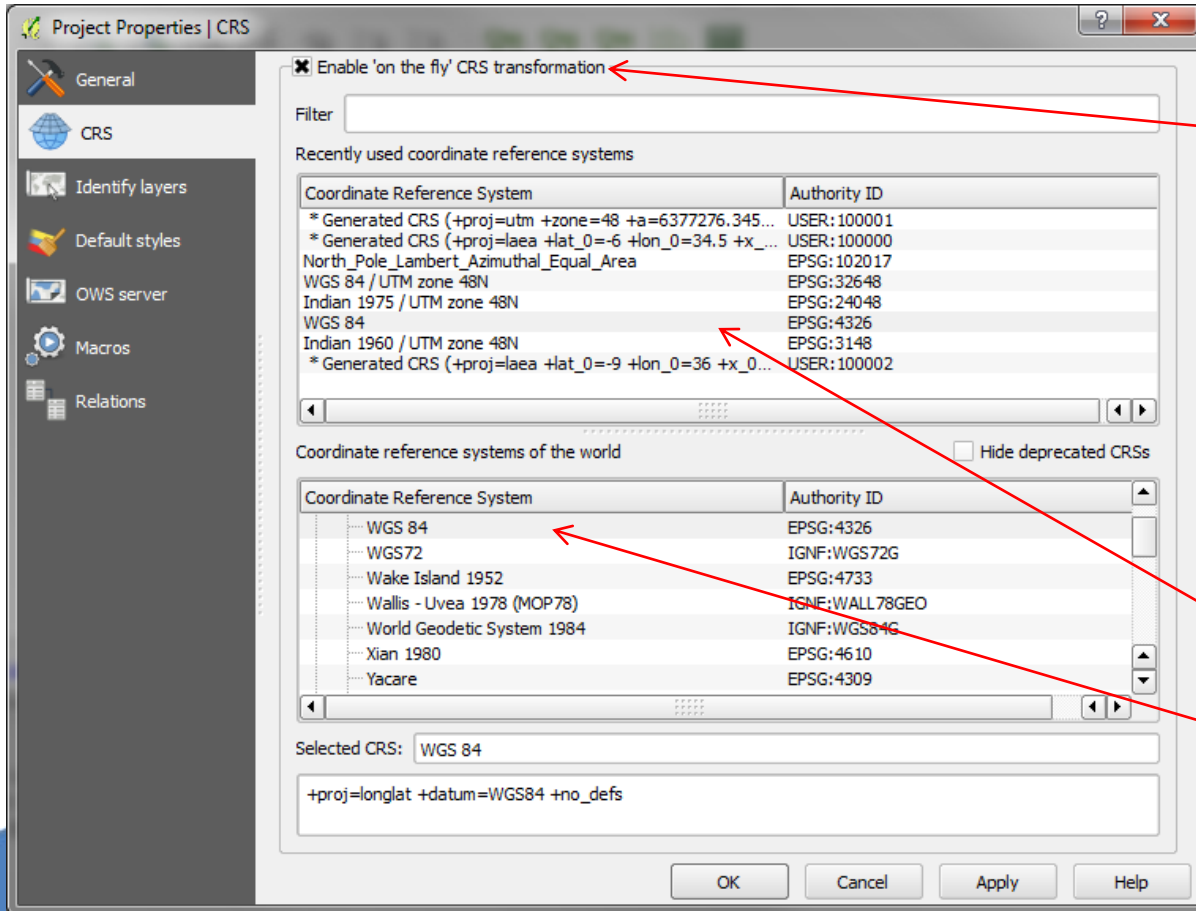 Project Properties | CRS
General
CRS
Identify layers
Default styles
OWS server
Macros
Relations
Enable 'on the fly' CRS transformation
Filter
Recently used coordinate reference systems
Coordinate Reference System Authority ID
* Generated CRS (+proj=utm +zone=48 +a=6377276.345... USER:100001
* Generated CRS (+proj=laea +lat_0=-6 +lon_0=34.5 +x_... USER:100000
North_Pole_Lambert_Azimuthal_Equal_Area EPSG:102017
WGS 84 / UTM zone 48N EPSG:32648
Indian 1975 / UTM zone 48N EPSG:24048
WGS 84 EPSG:4326
Indian 1960 / UTM zone 48N EPSG:3148
* Generated CRS (+proj=laea +lat_0=-9 +lon_0=36 +x_0... USER:100002
Coordinate reference systems of the world Hide deprecated CRSs
Coordinate Reference System Authority ID
WGS 84 EPSG:4326
WGS72 IGNF:WGS72G
Wake Island 1952 EPSG:4733
Wallis - Uvea 1978 (MOP78) IGNF:WALL78GEO
World Geodetic System 1984 IGNF:WGS84G
Xian 1980 EPSG:4610
Yacare EPSG:4309
Selected CRS: WGS 84
+proj=longlat +datum=WGS84 +no_defs
OK Cancel Apply Help